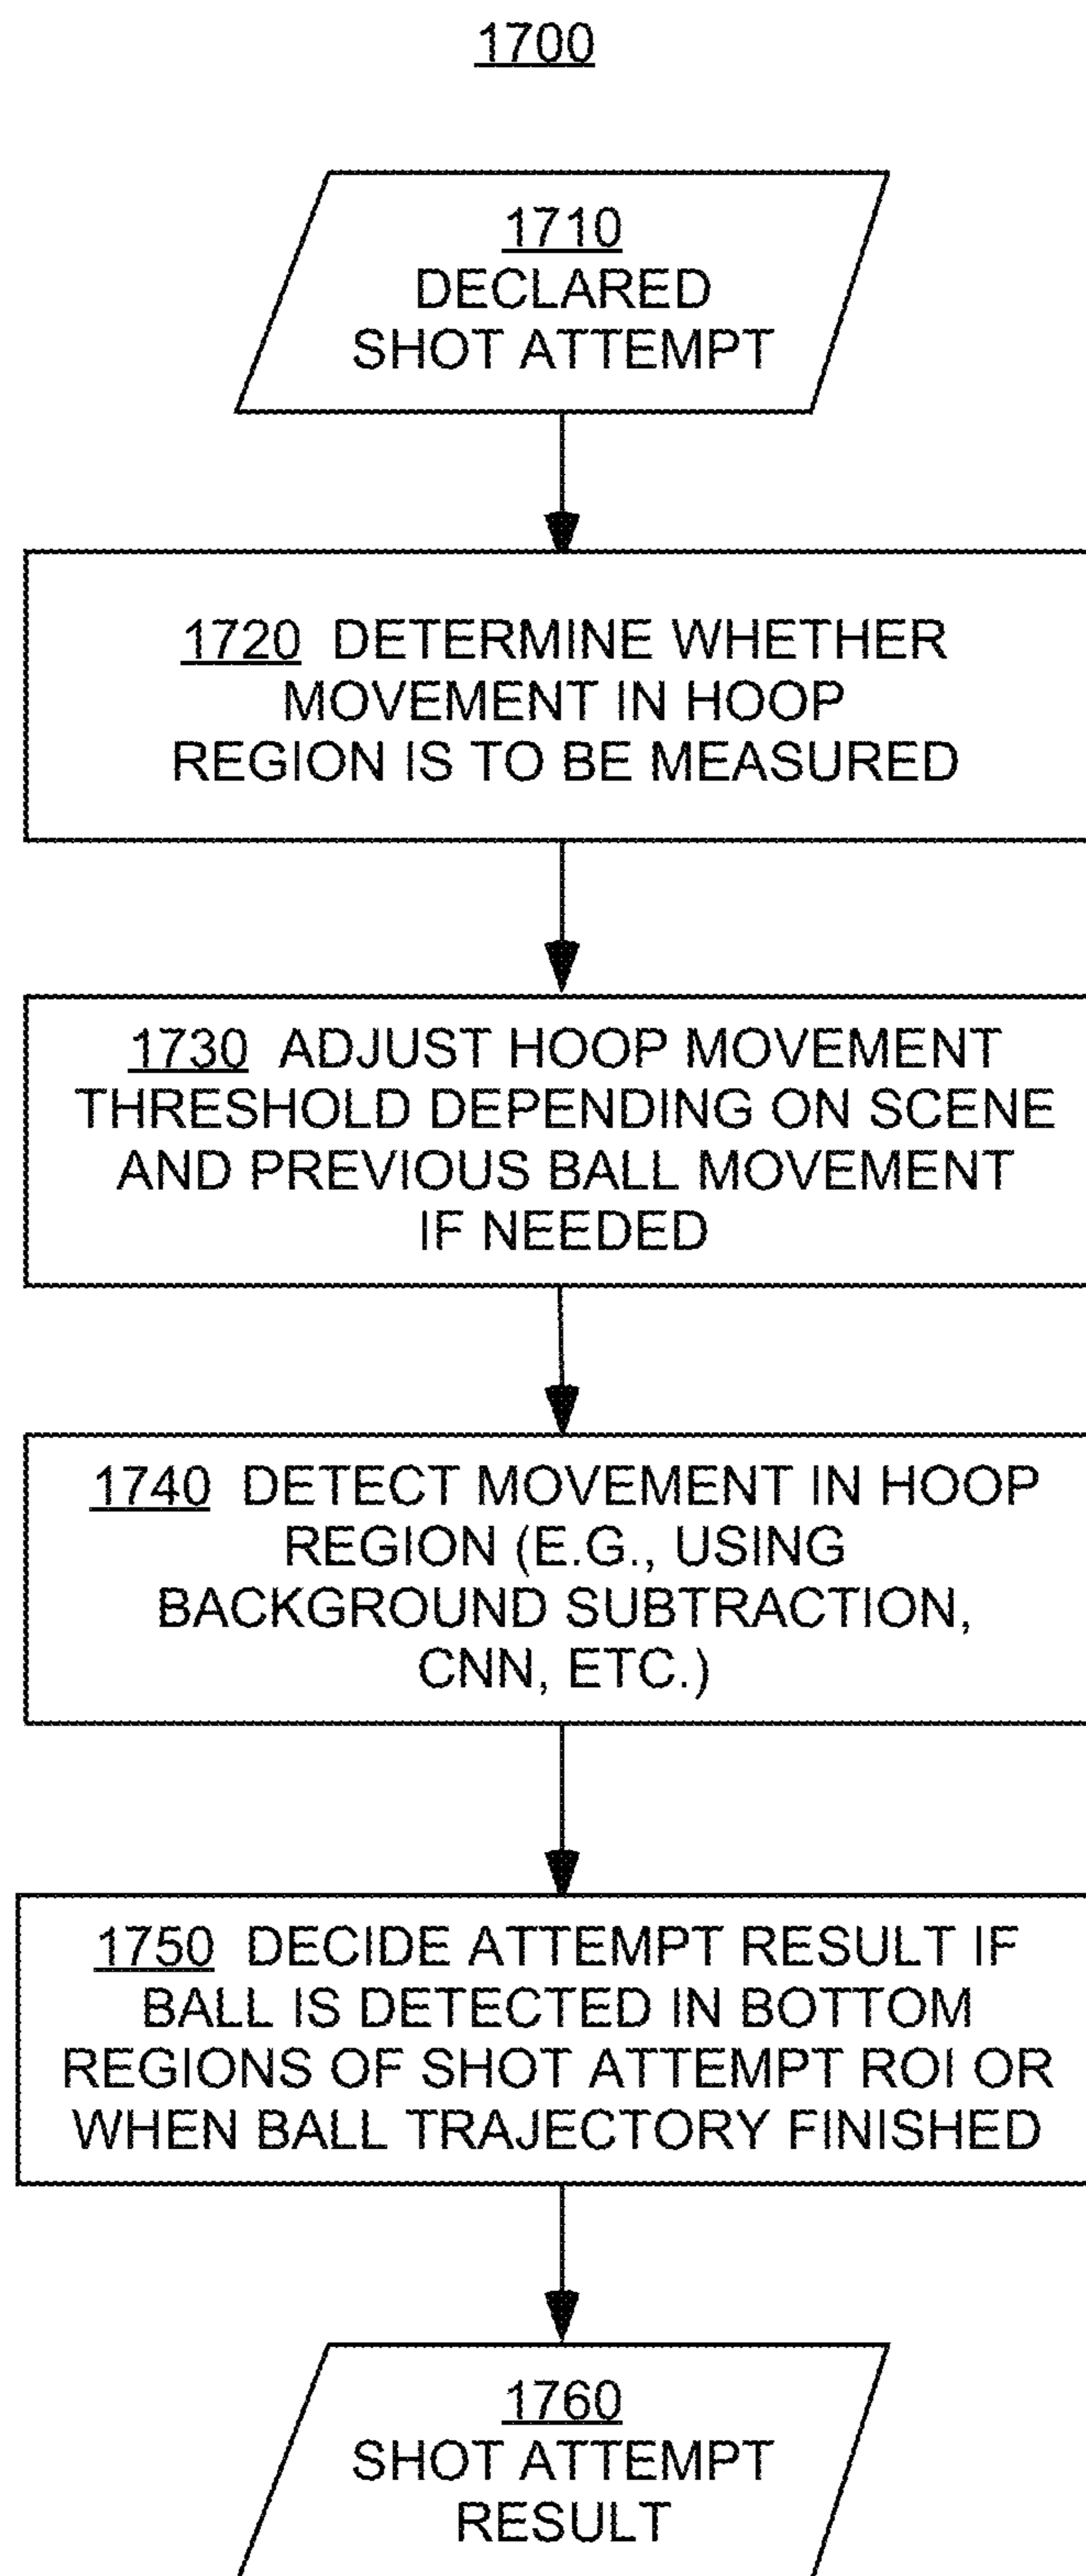 1700
1710
DECLARED
SHOT ATTEMPT
1720 DETERMINE WHETHER
MOVEMENT IN HOOP
REGION IS TO BE MEASURED
1730 ADJUST HOOP MOVEMENT
THRESHOLD DEPENDING ON SCENE
AND PREVIOUS BALL MOVEMENT
IF NEEDED
1740 DETECT MOVEMENT IN HOOP
REGION (E.G., USING
BACKGROUND SUBTRACTION,
CNN, ETC.)
1750 DECIDE ATTEMPT RESULT IF
BALL IS DETECTED IN BOTTOM
REGIONS OF SHOT ATTEMPT ROI OR
WHEN BALL TRAJECTORY FINISHED
1760
SHOT ATTEMPT
RESULT